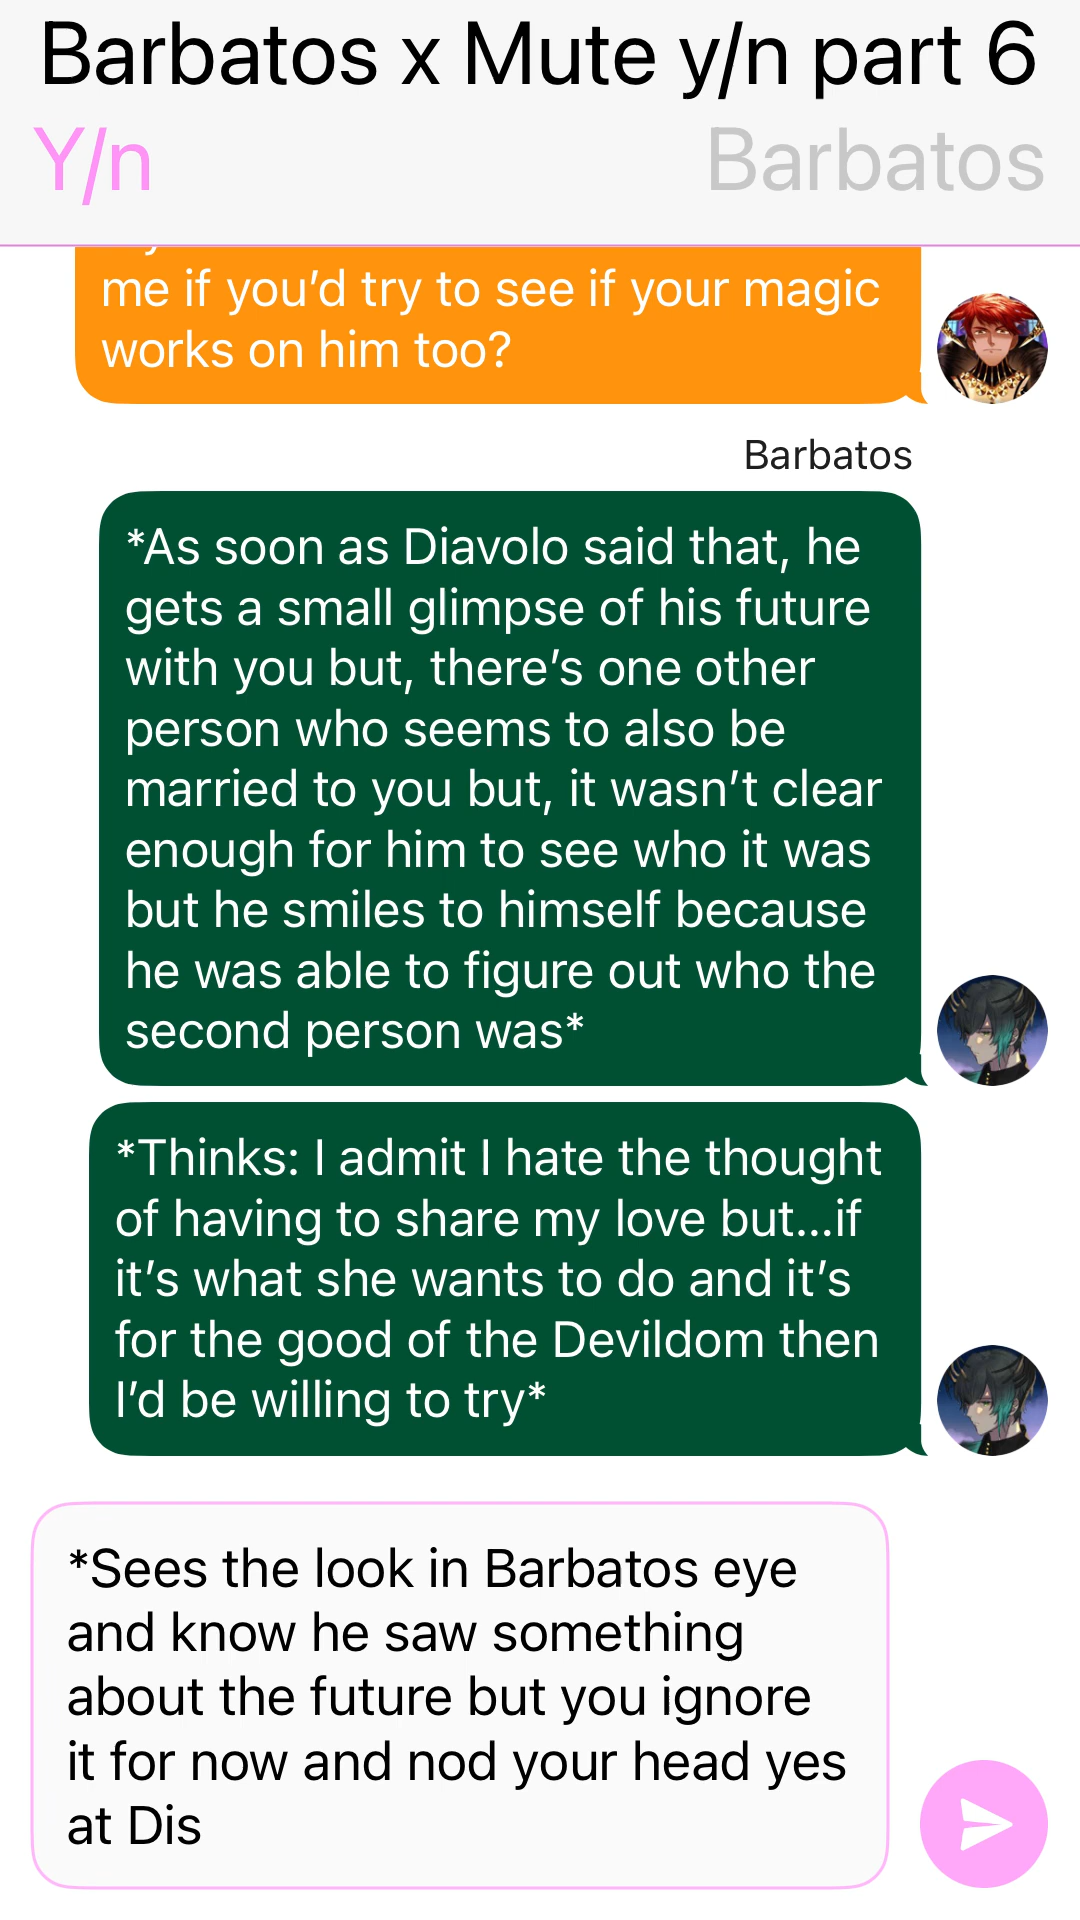 Barbatos x Mute y/n part 6
Y/n
Barbatos
me if you’d try to see if your magic
works on him too?
Barbatos
*As soon as Diavolo said that, he
gets a small glimpse of his future
with you but, there’s one other
person who seems to also be
married to you but, it wasn’t clear
enough for him to see who it was
but he smiles to himself because
he was able to figure out who the
second person was*
*Thinks: I admit I hate the thought
of having to share my love but...if
it’s what she wants to do and it’s
for the good of the Devildom then
I’d be willing to try*
*Sees the look in Barbatos eye
and know he saw something
about the future but you ignore
it for now and nod your head yes
at Dis